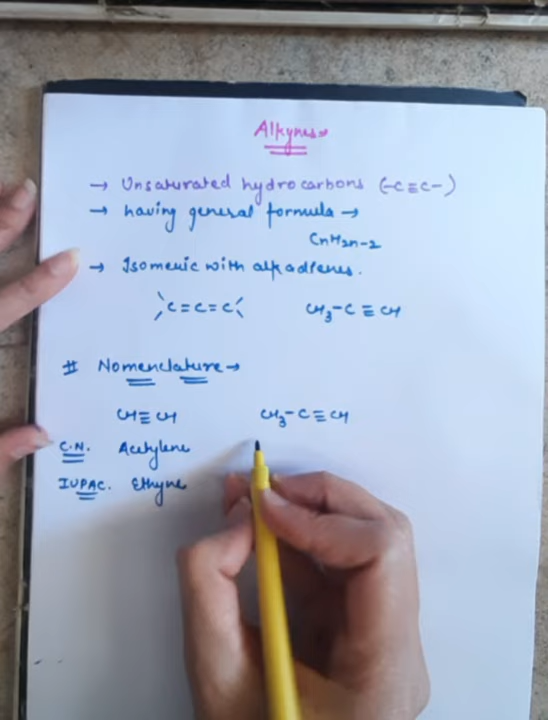 Alkynes
→ Unsaturated hydrocarbons (-C≡C-)
→ having general formula →
CnH2n-2
→ Isomeric with alkadienes.
C=C=C CH3-C≡CH
# Nomenclature →
CH≡CH CH3-C≡CH
C.N. Acetylene
IUPAC. Ethyne